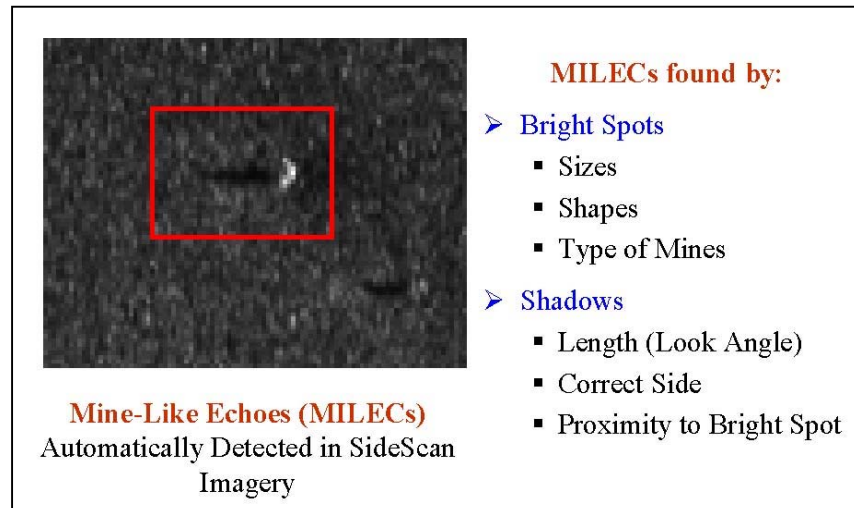 MILECs found by:
➢ Bright Spots
▪ Sizes
▪ Shapes
▪ Type of Mines
➢ Shadows
▪ Length (Look Angle)
▪ Correct Side
▪ Proximity to Bright Spot
Mine-Like Echoes (MILECs)
Automatically Detected in SideScan
Imagery